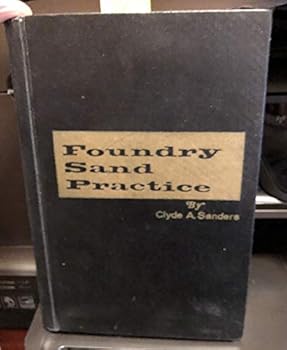 Foundry
Sand
Practice
By
Clyde A. Sanders